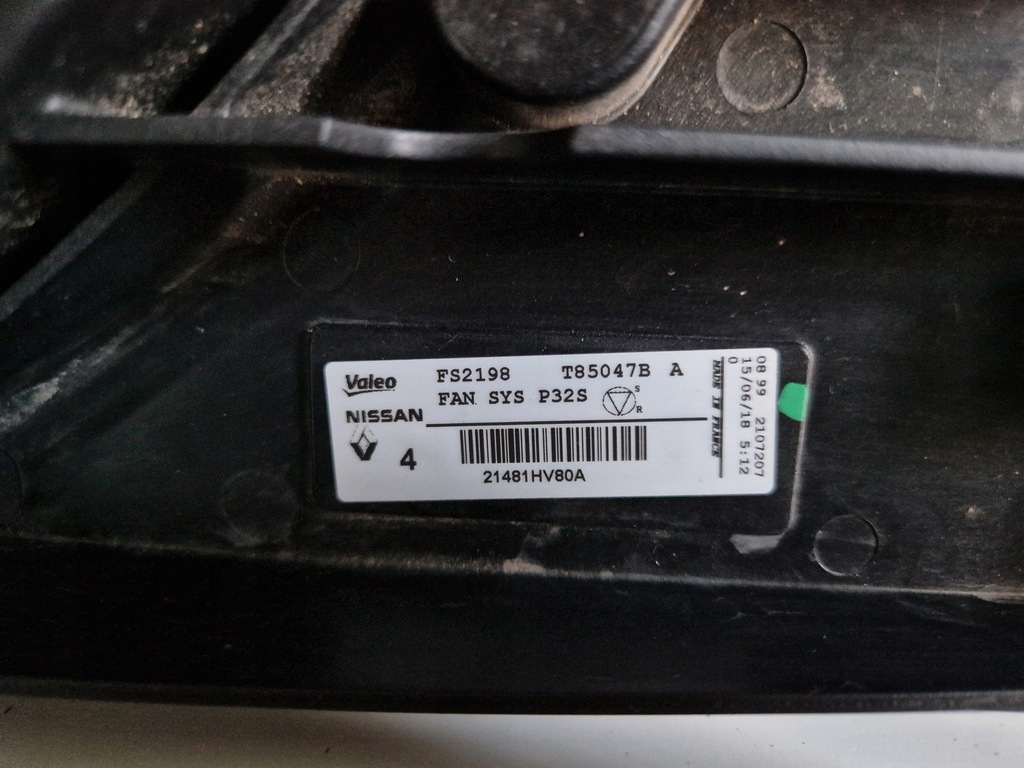 Valeo FS2198 T85047B A
FAN SYS P32S S R
NISSAN
4
21481HV80A
MADE IN FRANCE
08 99 2107207
15/06/18 5:12
0